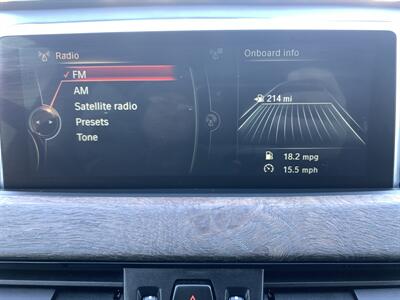 Radio
FM
AM
Satellite radio
Presets
Tone
Onboard info
214 mi
18.2 mpg
15.5 mph